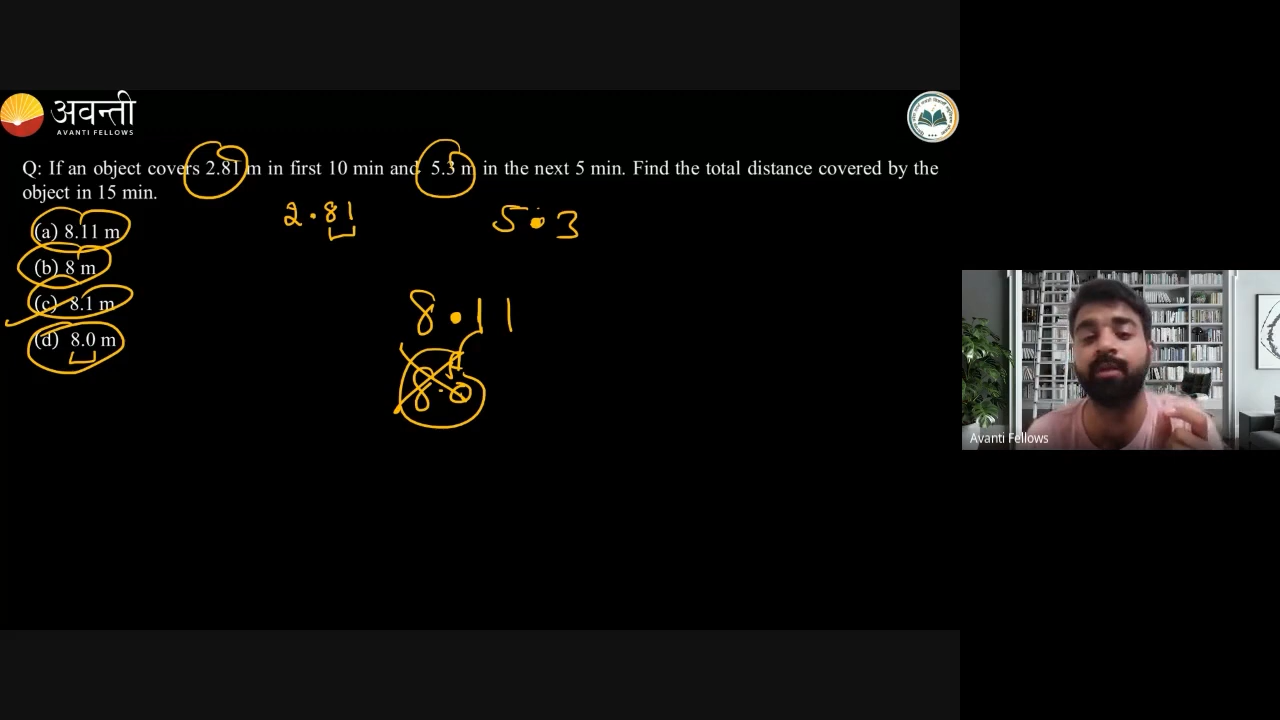 अवन्ती
AVANTI FELLOWS
Q: If an object covers 2.81 m in first 10 min and 5.3 m in the next 5 min. Find the total distance covered by the
object in 15 min.
2.81 5.3
(a) 8.11 m
(b) 8 m
(c) 8.1 m
(d) 8.0 m
8.11
8.0
Avanti Fellows